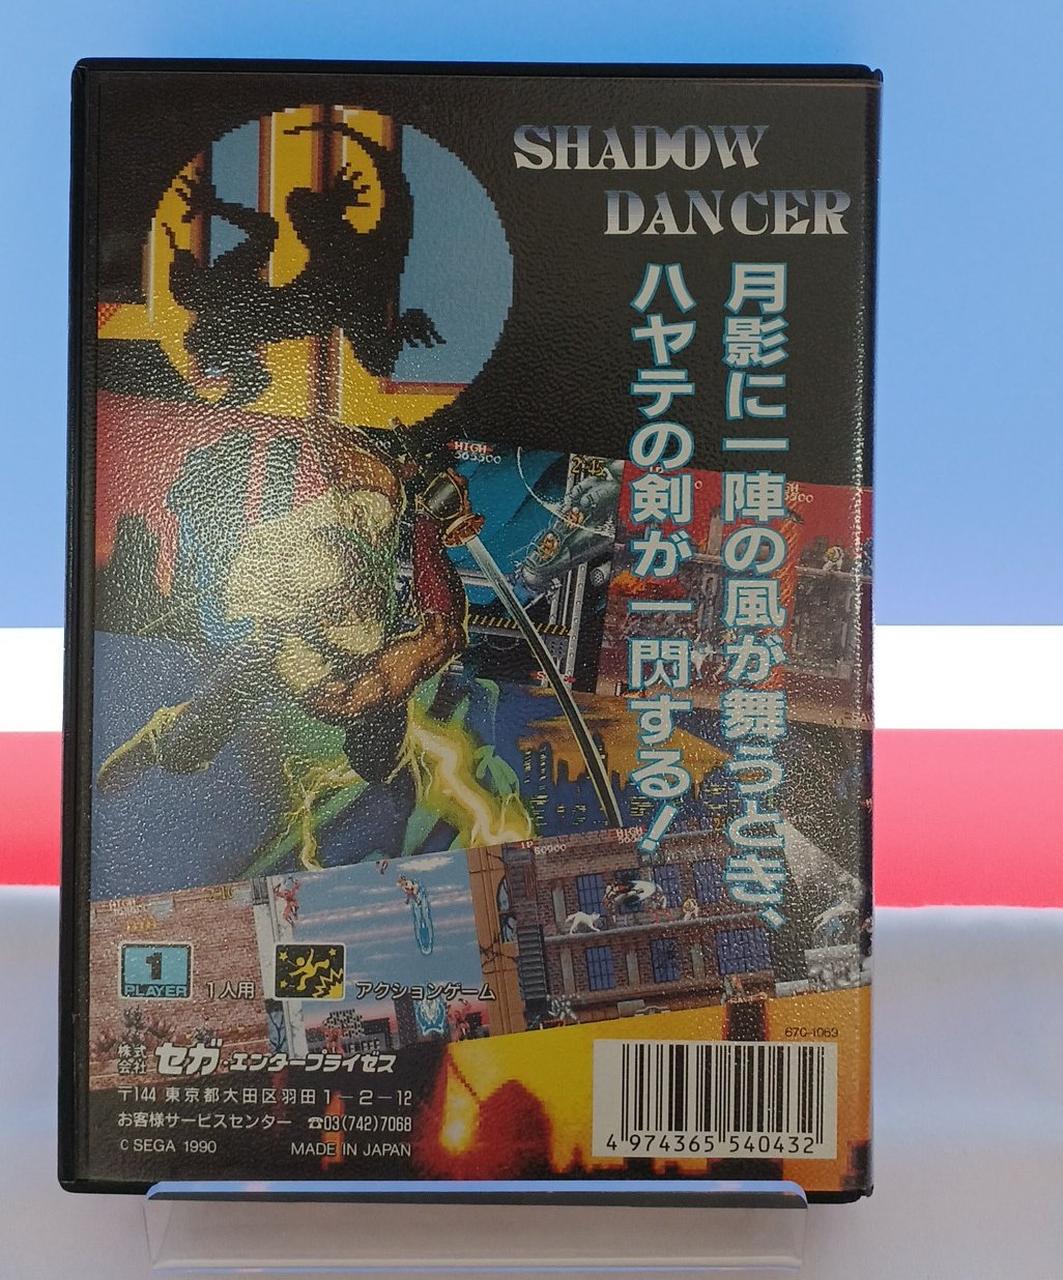 SHADOW
DANCER
月影に一陣の風が舞うとき、
ハヤテの剣が一閃する!
HIGH
1
PLAYER
1人用
アクションゲーム
670-1069
株式会社 セガ・エンタープライゼス
〒144 東京都大田区羽田1-2-12
お客様サービスセンター ☎03(742)7068
C SEGA 1990 MADE IN JAPAN
4 974365 540432